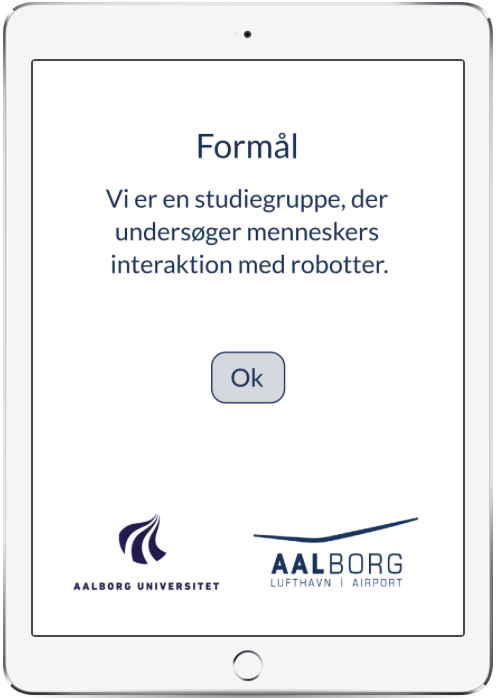 Formål
Vi er en studiegruppe, der
undersøger menneskers
interaktion med robotter.
Ok
AALBORG UNIVERSITET
AALBORG
LUFTHAVN | AIRPORT